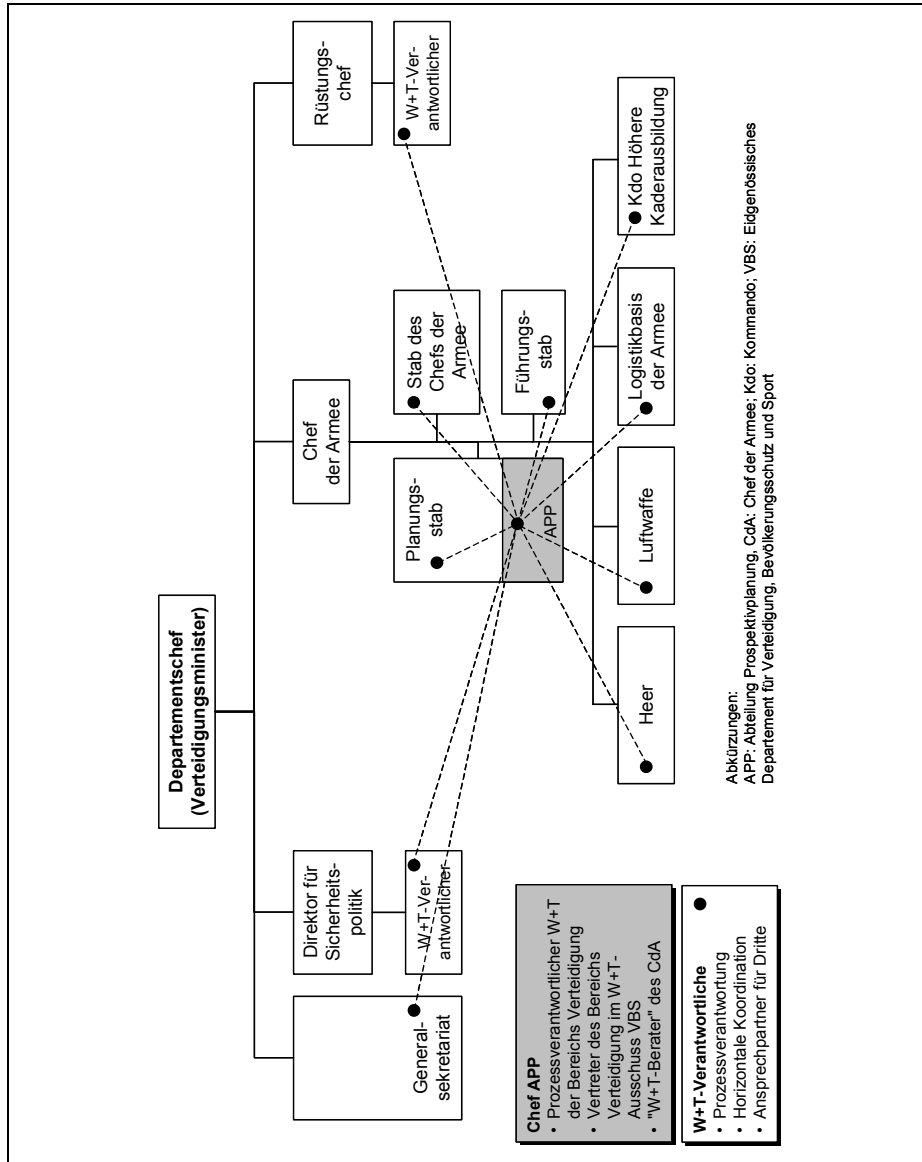 Departementschef
(Verteidigungsminister)
General-
sekretariat
Direktor für
Sicherheits-
politik
W+T-Ver-
antwortlicher
Chef
der Armee
Rüstungs-
chef
W+T-Ver-
antwortlicher
Planungs-
stab
APP
Stab des
Chefs der
Armee
Führungs-
stab
Heer
Luftwaffe
Logistikbasis
der Armee
Kdo Höhere
Kaderausbildung
Chef APP
• Prozessverantwortlicher W+T
der Bereichs Verteidigung
• Vertreter des Bereichs
Verteidigung im W+T-
Ausschuss VBS
• "W+T-Berater" des CdA
W+T-Verantwortliche
• Prozessverantwortung
• Horizontale Koordination
• Ansprechpartner für Dritte
Abkürzungen:
APP: Abteilung Prospektivplanung, CdA: Chef der Armee; Kdo: Kommando; VBS: Eidgenössisches
Departement für Verteidigung, Bevölkerungsschutz und Sport